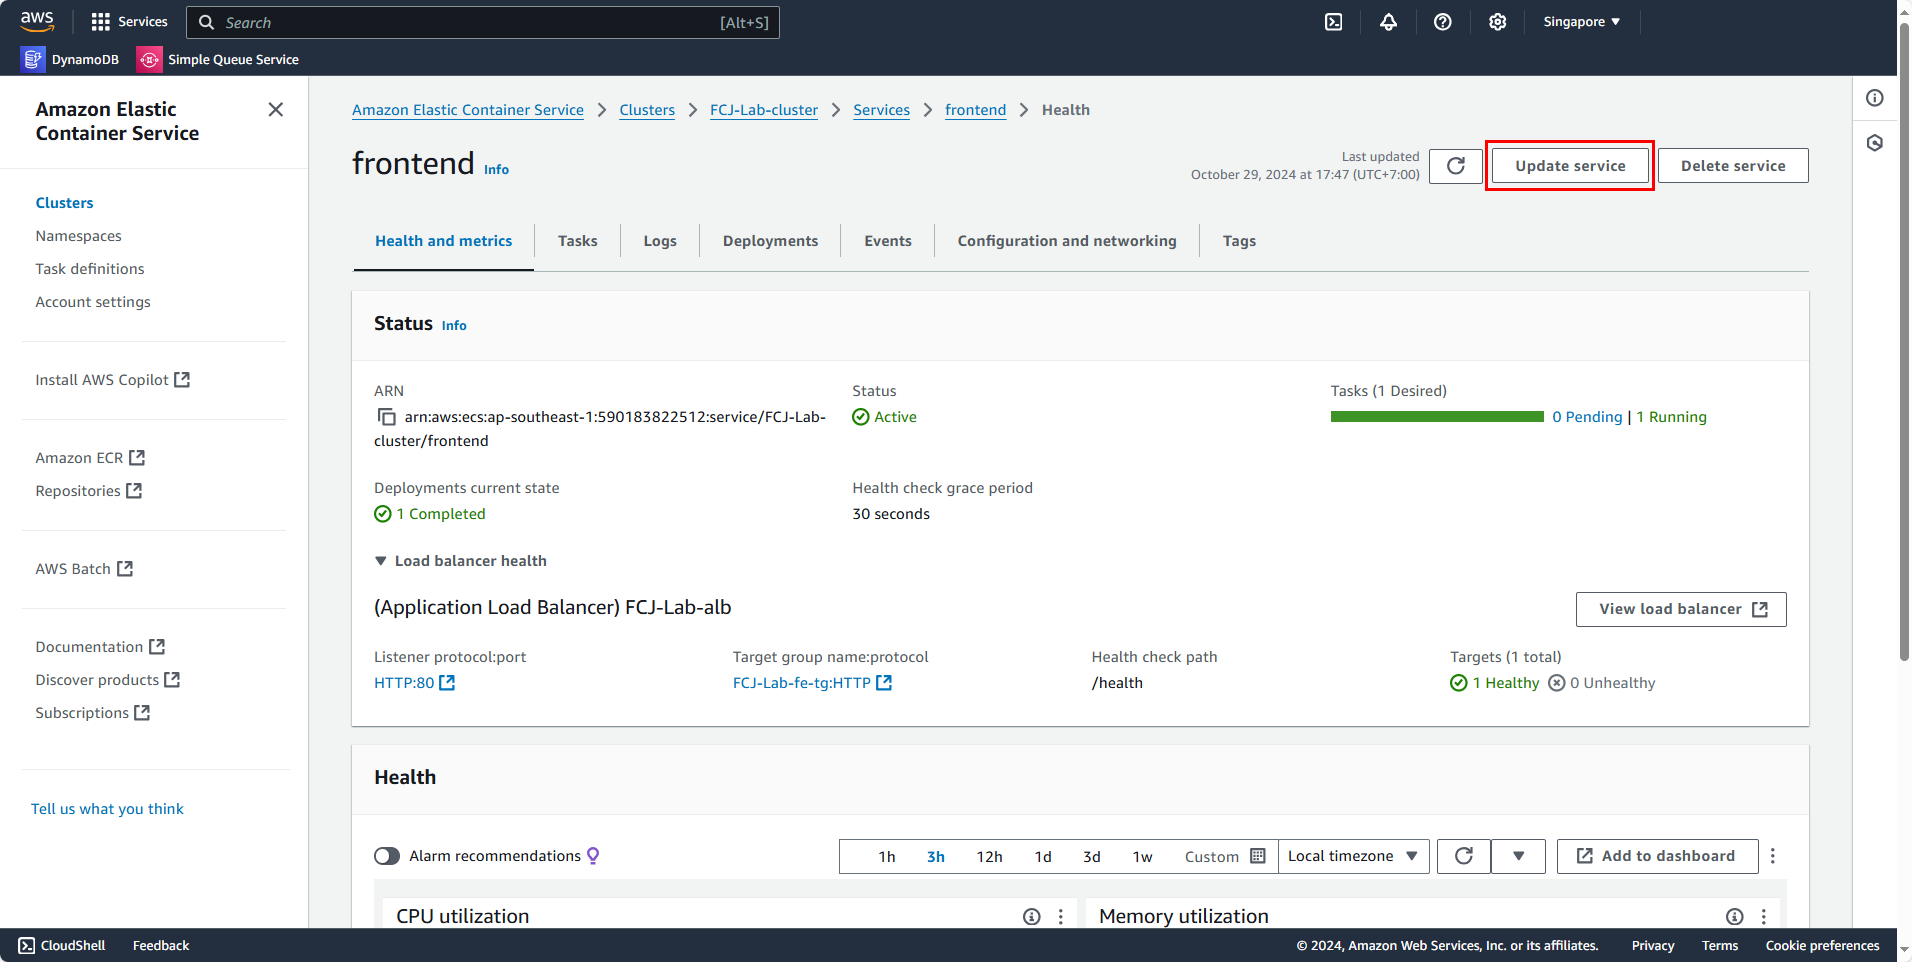 aws
Services
Search
[Alt+S]
Singapore
DynamoDB
Simple Queue Service
Amazon Elastic
Container Service
Clusters
Namespaces
Task definitions
Account settings
Install AWS Copilot
Amazon ECR
Repositories
AWS Batch
Documentation
Discover products
Subscriptions
Tell us what you think
Amazon Elastic Container Service
Clusters
FCJ-Lab-cluster
Services
frontend
Health
frontend Info
Last updated
October 29, 2024 at 17:47 (UTC+7:00)
Update service
Delete service
Health and metrics
Tasks
Logs
Deployments
Events
Configuration and networking
Tags
Status Info
ARN
arn:aws:ecs:ap-southeast-1:590183822512:service/FCJ-Lab-
cluster/frontend
Status
Active
Tasks (1 Desired)
0 Pending | 1 Running
Deployments current state
1 Completed
Health check grace period
30 seconds
Load balancer health
(Application Load Balancer) FCJ-Lab-alb
View load balancer
Listener protocol:port
HTTP:80
Target group name:protocol
FCJ-Lab-fe-tg:HTTP
Health check path
/health
Targets (1 total)
1 Healthy 0 Unhealthy
Health
Alarm recommendations
1h
3h
12h
1d
3d
1w
Custom
Local timezone
Add to dashboard
CPU utilization
Memory utilization
CloudShell
Feedback
© 2024, Amazon Web Services, Inc. or its affiliates.
Privacy
Terms
Cookie preferences